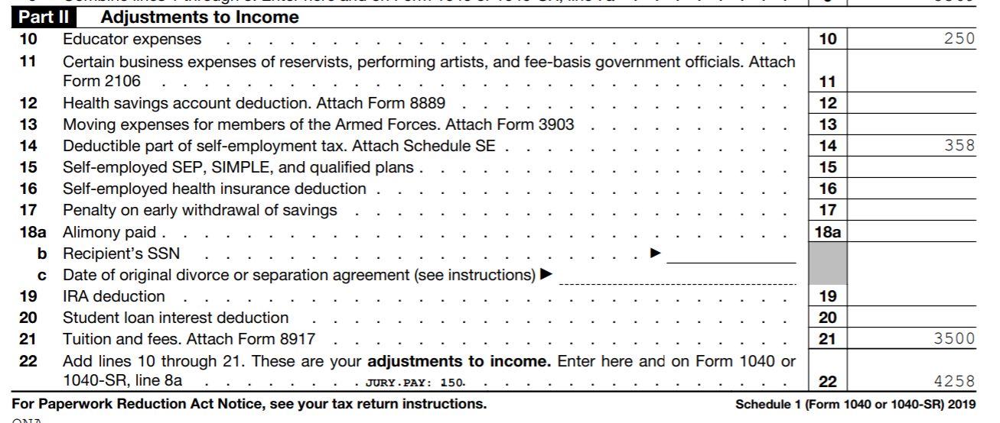 Part II Adjustments to Income
10 Educator expenses . . . . . . . . . . . . . . . . . . . . . . . . . . . 10 250
11 Certain business expenses of reservists, performing artists, and fee-basis government officials. Attach
Form 2106 . . . . . . . . . . . . . . . . . . . . . . . . . . . . . . 11
12 Health savings account deduction. Attach Form 8889 . . . . . . . . . . . . . . . . 12
13 Moving expenses for members of the Armed Forces. Attach Form 3903 . . . . . . . . . . 13
14 Deductible part of self-employment tax. Attach Schedule SE . . . . . . . . . . . . . . 14 358
15 Self-employed SEP, SIMPLE, and qualified plans . . . . . . . . . . . . . . . . . . 15
16 Self-employed health insurance deduction . . . . . . . . . . . . . . . . . . . . 16
17 Penalty on early withdrawal of savings . . . . . . . . . . . . . . . . . . . . . 17
18a Alimony paid . . . . . . . . . . . . . . . . . . . . . . . . . . . . . . 18a
b Recipient's SSN . . . . . . . . . . . . . . . . . . . . . ▶
c Date of original divorce or separation agreement (see instructions) ▶
19 IRA deduction . . . . . . . . . . . . . . . . . . . . . . . . . . . . . 19
20 Student loan interest deduction . . . . . . . . . . . . . . . . . . . . . . . 20
21 Tuition and fees. Attach Form 8917 . . . . . . . . . . . . . . . . . . . . . . 21 3500
22 Add lines 10 through 21. These are your adjustments to income. Enter here and on Form 1040 or
1040-SR, line 8a . . . . . . . . JURY.PAY: 150. . . . . . . . . . . . . . . . 22 4258
For Paperwork Reduction Act Notice, see your tax return instructions. Schedule 1 (Form 1040 or 1040-SR) 2019